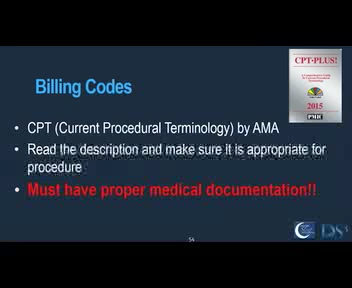 CPT•PLUS!
2015
PMIC
Billing Codes
• CPT (Current Procedural Terminology) by AMA
• Read the description and make sure it is appropriate for
procedure
• Must have proper medical documentation!!
54